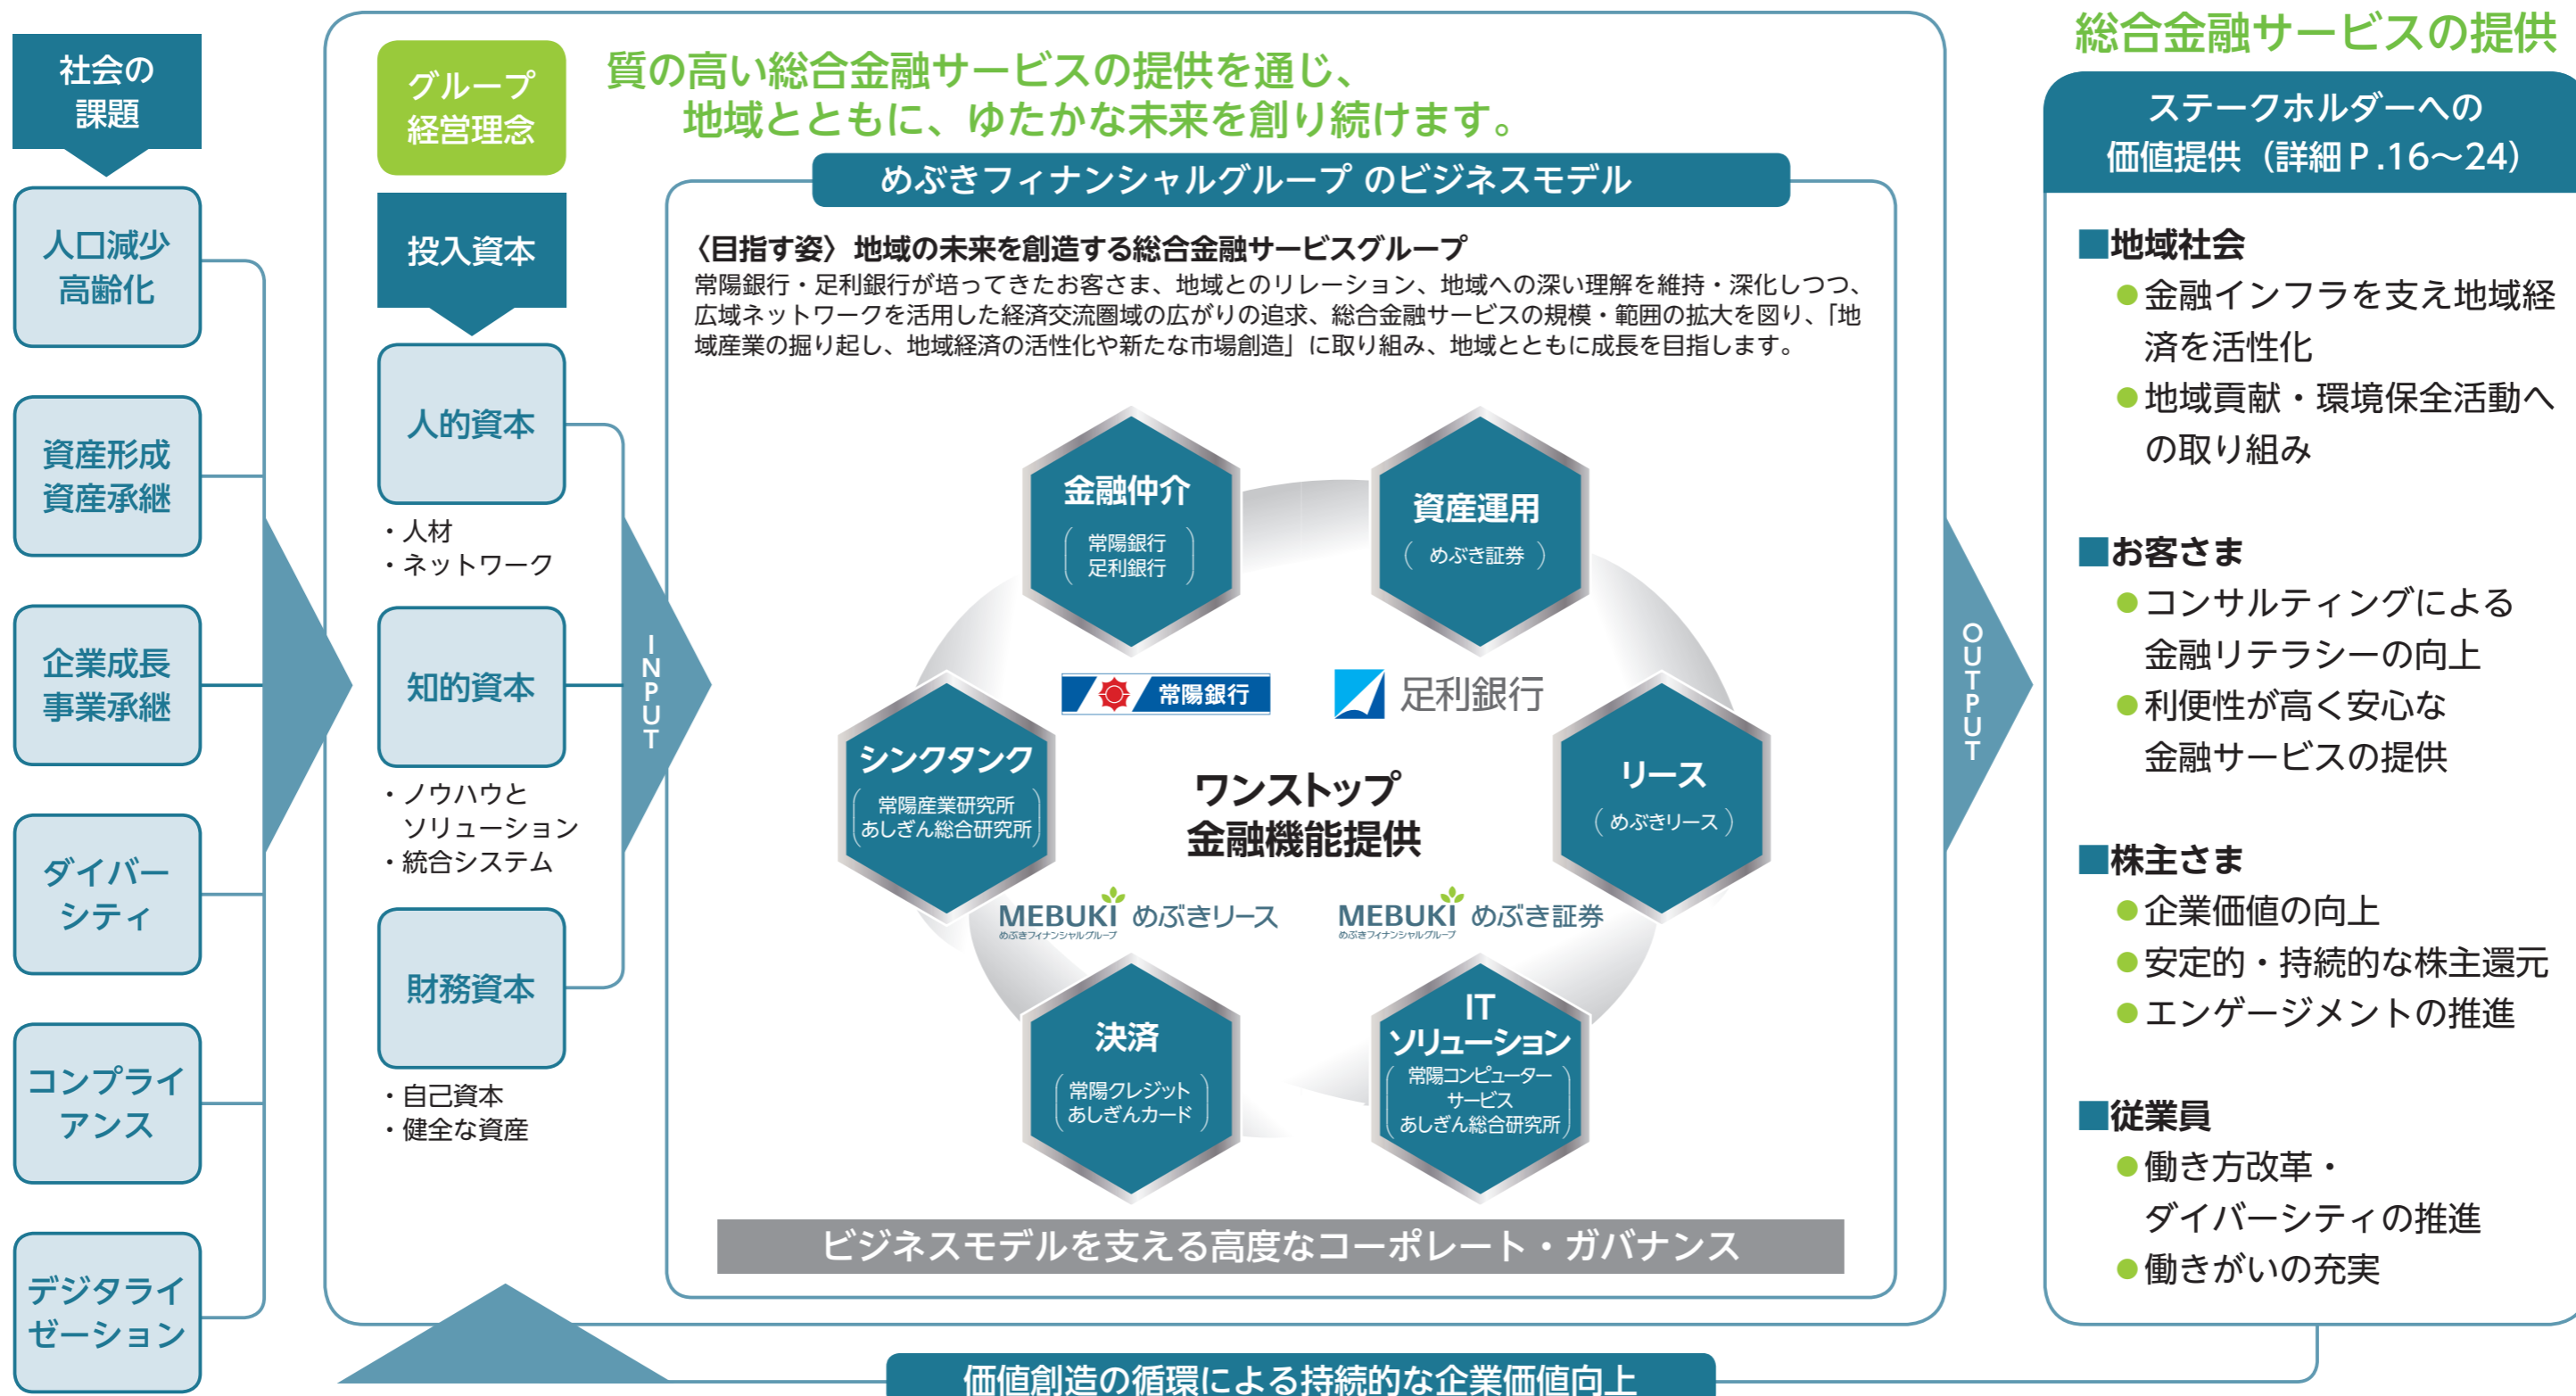 社会の
課題
人口減少
高齢化
資産形成
資産承継
企業成長
事業承継
ダイバー
シティ
コンプライ
アンス
デジタライ
ゼーション
グループ
経営理念
質の高い総合金融サービスの提供を通じ、
地域とともに、ゆたかな未来を創り続けます。
投入資本
人的資本
・人材
・ネットワーク
知的資本
・ノウハウと
ソリューション
・統合システム
財務資本
・自己資本
・健全な資産
INPUT
めぶきフィナンシャルグループ のビジネスモデル
〈目指す姿〉地域の未来を創造する総合金融サービスグループ
常陽銀行・足利銀行が培ってきたお客さま、地域とのリレーション、地域への深い理解を維持・深化しつつ、
広域ネットワークを活用した経済交流圏域の広がりの追求、総合金融サービスの規模・範囲の拡大を図り、「地
域産業の掘り起し、地域経済の活性化や新たな市場創造」に取り組み、地域とともに成長を目指します。
金融仲介
(常陽銀行
足利銀行)
資産運用
(めぶき証券)
常陽銀行
足利銀行
シンクタンク
(常陽産業研究所
あしぎん総合研究所)
ワンストップ
金融機能提供
リース
(めぶきリース)
MEBUKI めぶきリース
めぶきフィナンシャルグループ
MEBUKI めぶき証券
めぶきフィナンシャルグループ
決済
(常陽クレジット
あしぎんカード)
IT
ソリューション
(常陽コンピューター
サービス
あしぎん総合研究所)
ビジネスモデルを支える高度なコーポレート・ガバナンス
OUTPUT
総合金融サービスの提供
ステークホルダーへの
価値提供（詳細P.16〜24）
■地域社会
●金融インフラを支え地域経
済を活性化
●地域貢献・環境保全活動へ
の取り組み
■お客さま
●コンサルティングによる
金融リテラシーの向上
●利便性が高く安心な
金融サービスの提供
■株主さま
●企業価値の向上
●安定的・持続的な株主還元
●エンゲージメントの推進
■従業員
●働き方改革・
ダイバーシティの推進
●働きがいの充実
価値創造の循環による持続的な企業価値向上